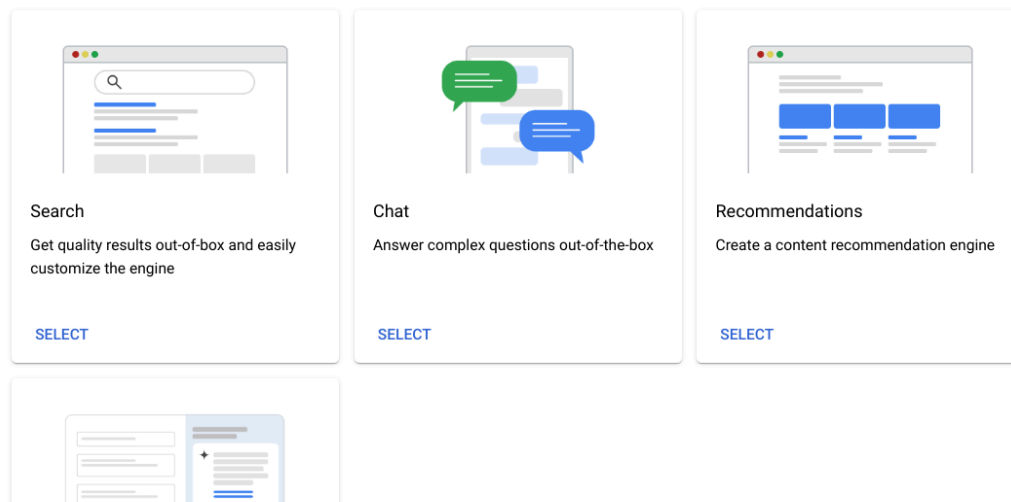 Search
Get quality results out-of-box and easily
customize the engine
SELECT
Chat
Answer complex questions out-of-the-box
SELECT
Recommendations
Create a content recommendation engine
SELECT